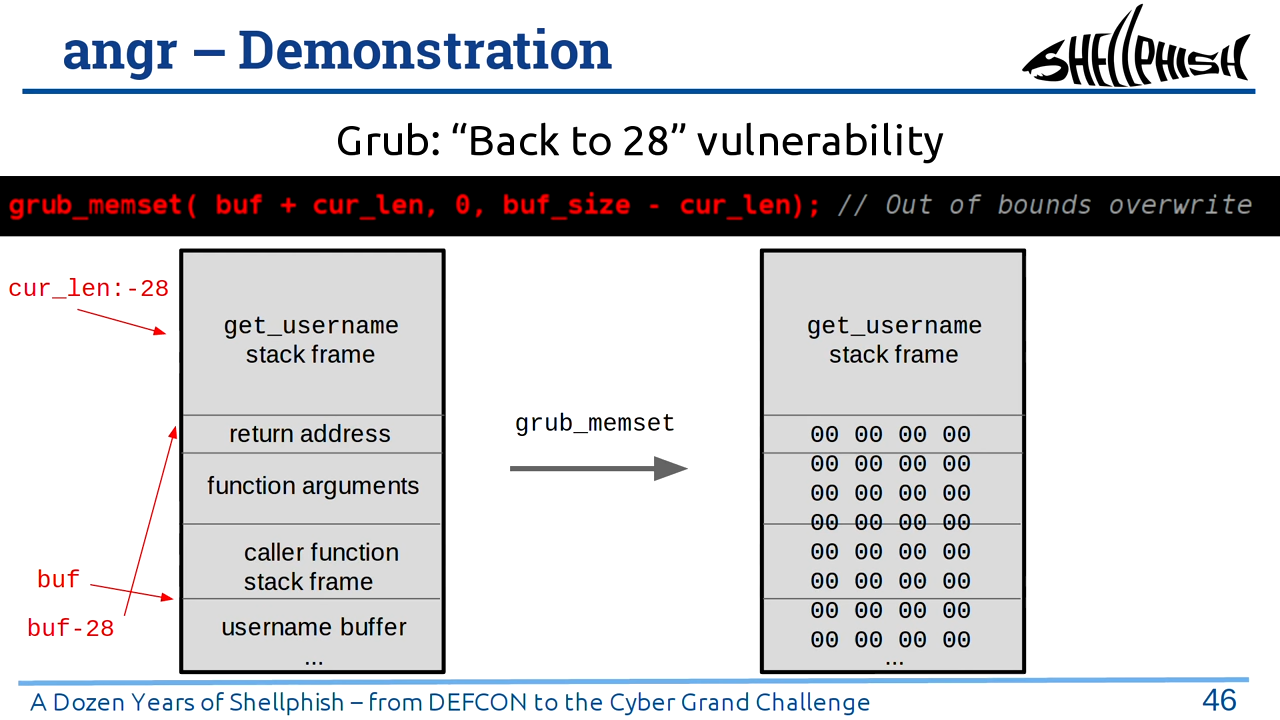 angr – Demonstration
SHELLPHISH
Grub: “Back to 28” vulnerability
grub_memset( buf + cur_len, 0, buf_size - cur_len); // Out of bounds overwrite
cur_len:-28
get_username
stack frame
return address
function arguments
caller function
stack frame
buf
buf-28
username buffer
...
grub_memset
get_username
stack frame
00 00 00 00
00 00 00 00
00 00 00 00
00 00 00 00
00 00 00 00
00 00 00 00
00 00 00 00
00 00 00 00
...
A Dozen Years of Shellphish – from DEFCON to the Cyber Grand Challenge
46